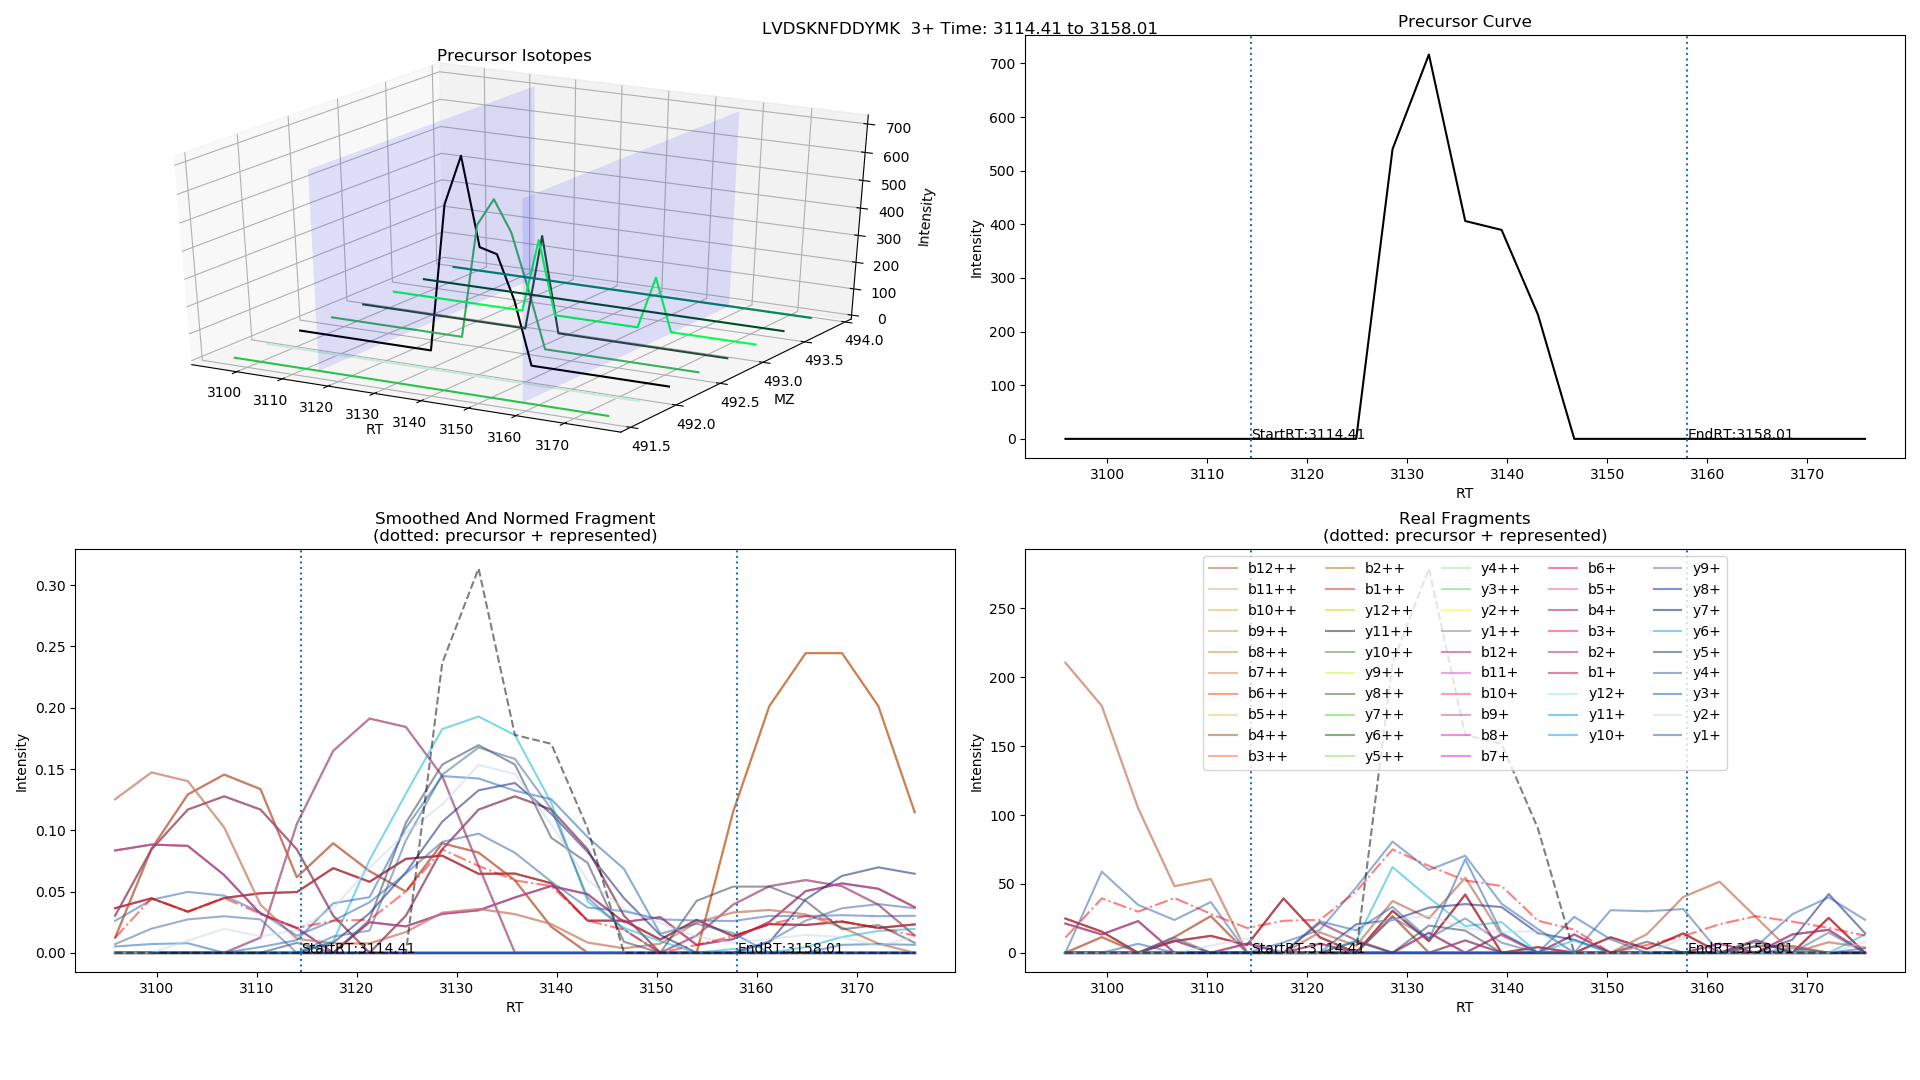 LVDSKNFDDYMK  3+ Time: 3114.41 to 3158.01
Precursor Isotopes
700
600
500
400
300
200
100
0
Intensity
494.0
493.5
493.0
492.5
492.0
491.5
MZ
3100
3110
3120
3130
3140
3150
3160
3170
RT
Precursor Curve
700
600
500
400
300
200
100
0
Intensity
StartRT:3114.41
EndRT:3158.01
3100 3110 3120 3130 3140 3150 3160 3170
RT
Smoothed And Normed Fragment
(dotted: precursor + represented)
0.30
0.25
0.20
0.15
0.10
0.05
0.00
Intensity
StartRT:3114.41
EndRT:3158.01
3100 3110 3120 3130 3140 3150 3160 3170
RT
Real Fragments
(dotted: precursor + represented)
250
200
150
100
50
0
Intensity
b12++ b2++ y4++ b6+ y9+
b11++ b1++ y3++ b5+ y8+
b10++ y12++ y2++ b4+ y7+
b9++ y11++ y1++ b3+ y6+
b8++ y10++ b12+ b2+ y5+
b7++ y9++ b11+ b1+ y4+
b6++ y8++ b10+ y12+ y3+
b5++ y7++ b9+ y11+ y2+
b4++ y6++ b8+ y10+ y1+
b3++ y5++ b7+
StartRT:3114.41
EndRT:3158.01
3100 3110 3120 3130 3140 3150 3160 3170
RT